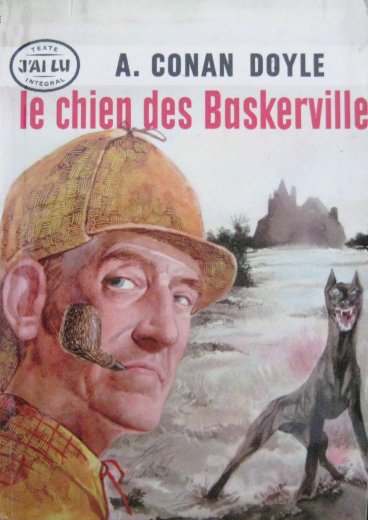 TEXTE
J'AI LU
INTÉGRAL
A. CONAN DOYLE
le chien des Baskerville